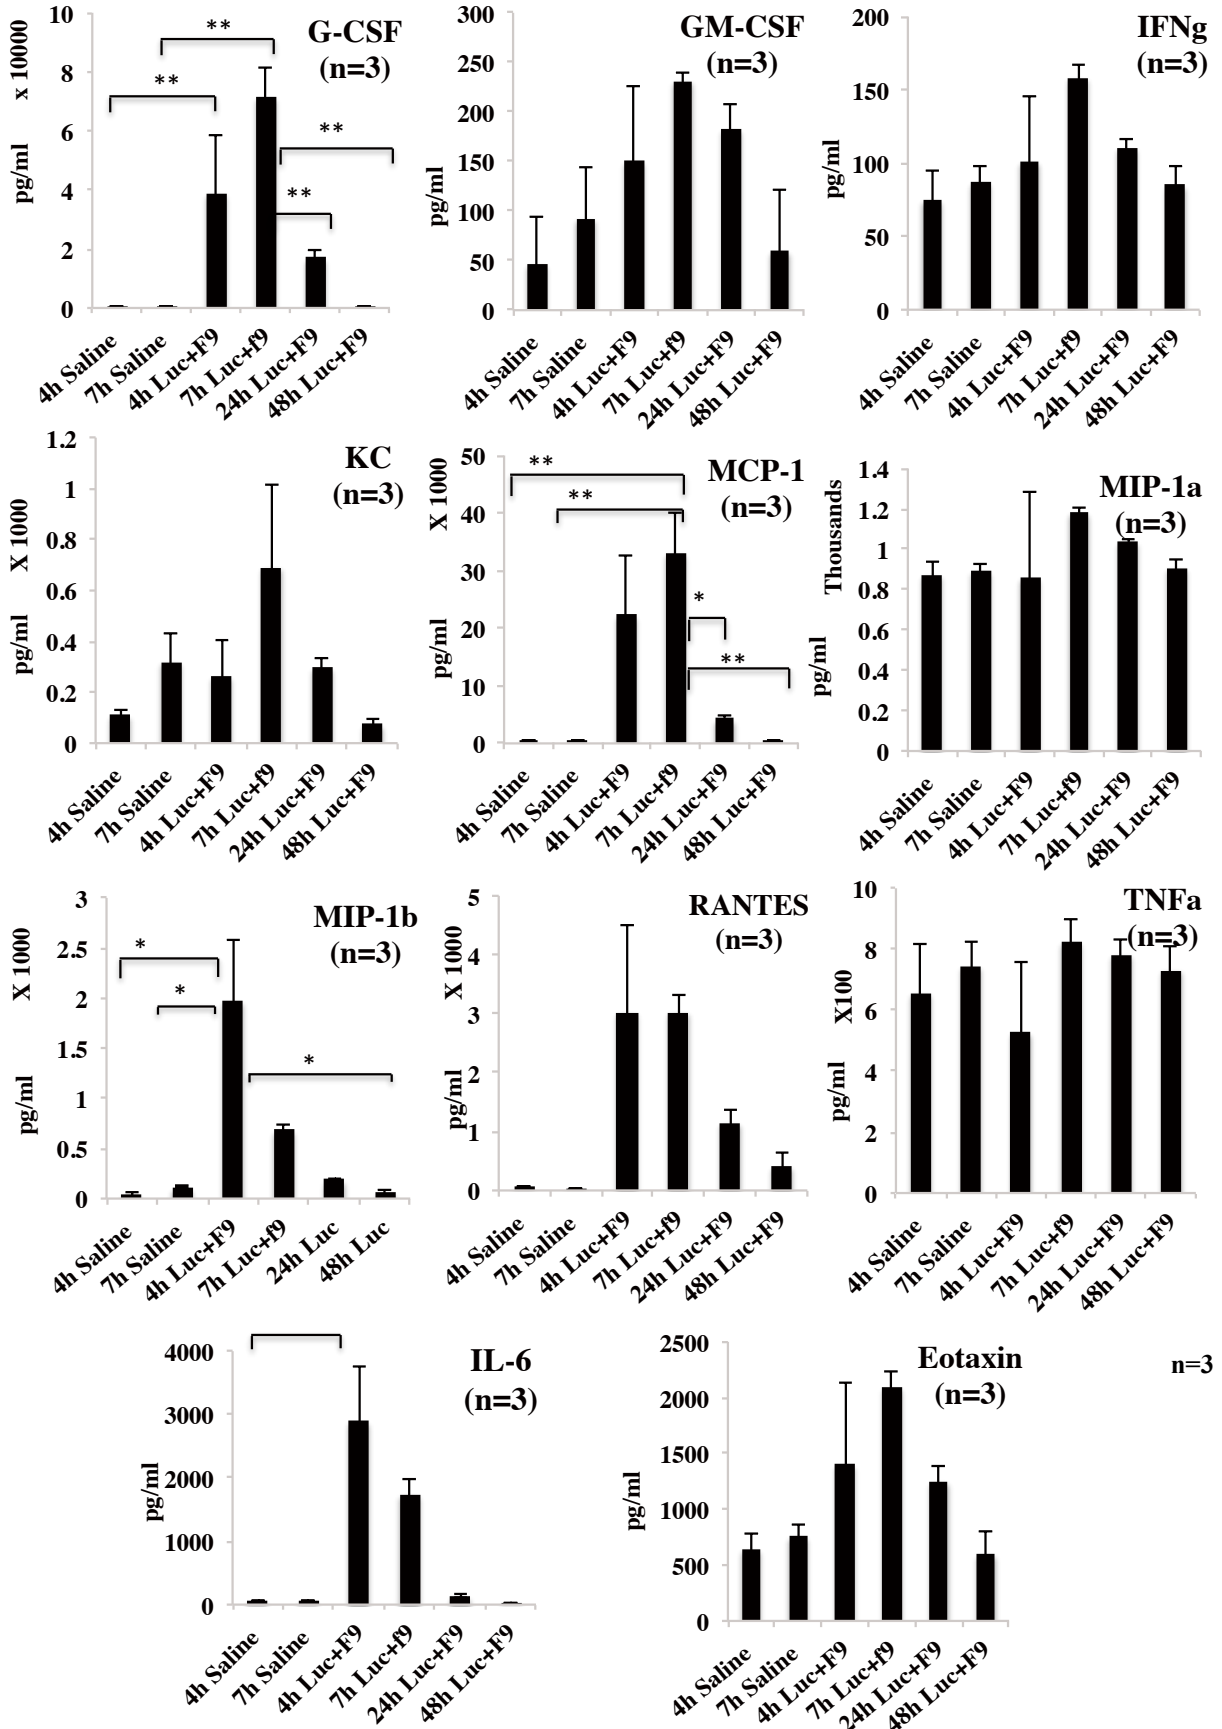 G-CSF
(n=3)
x 10000
pg/ml
10
8
6
4
2
0
**
**
**
**
4h Saline
7h Saline
4h Luc+F9
7h Luc+f9
24h Luc+F9
48h Luc+F9
GM-CSF
(n=3)
pg/ml
300
250
200
150
100
50
0
4h Saline
7h Saline
4h Luc+F9
7h Luc+f9
24h Luc+F9
48h Luc+F9
IFNg
(n=3)
pg/ml
200
150
100
50
0
4h Saline
7h Saline
4h Luc+F9
7h Luc+f9
24h Luc+F9
48h Luc+F9
KC
(n=3)
X 1000
pg/ml
1.2
1
0.8
0.6
0.4
0.2
0
4h Saline
7h Saline
4h Luc+F9
7h Luc+f9
24h Luc+F9
48h Luc+F9
MCP-1
(n=3)
X 1000
pg/ml
50
40
30
20
10
0
**
**
*
**
4h Saline
7h Saline
4h Luc+F9
7h Luc+f9
24h Luc+F9
48h Luc+F9
MIP-1a
(n=3)
Thousands
pg/ml
1.4
1.2
1
0.8
0.6
0.4
0.2
0
4h Saline
7h Saline
4h Luc+F9
7h Luc+f9
24h Luc+F9
48h Luc+F9
MIP-1b
(n=3)
X 1000
pg/ml
3
2.5
2
1.5
1
0.5
0
*
*
*
4h Saline
7h Saline
4h Luc+F9
7h Luc+f9
24h Luc
48h Luc
RANTES
(n=3)
X 1000
pg/ml
5
4
3
2
1
0
4h Saline
7h Saline
4h Luc+F9
7h Luc+f9
24h Luc+F9
48h Luc+F9
TNFa
(n=3)
X100
pg/ml
10
8
6
4
2
0
4h Saline
7h Saline
4h Luc+F9
7h Luc+f9
24h Luc+F9
48h Luc+F9
IL-6
(n=3)
pg/ml
4000
3000
2000
1000
0
4h Saline
7h Saline
4h Luc+F9
7h Luc+f9
24h Luc+F9
48h Luc+F9
Eotaxin
(n=3)
pg/ml
2500
2000
1500
1000
500
0
4h Saline
7h Saline
4h Luc+F9
7h Luc+f9
24h Luc+F9
48h Luc+F9
n=3